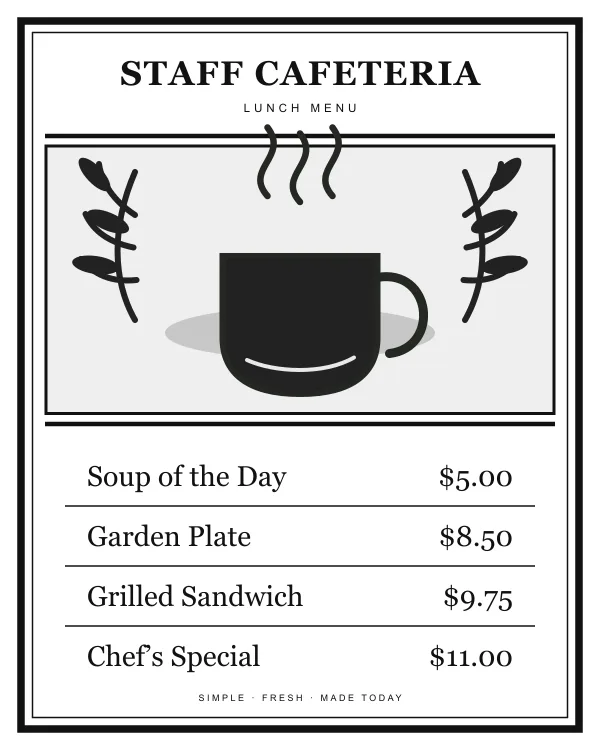 STAFF CAFETERIA
LUNCH MENU
Soup of the Day $5.00
Garden Plate $8.50
Grilled Sandwich $9.75
Chef’s Special $11.00
SIMPLE · FRESH · MADE TODAY